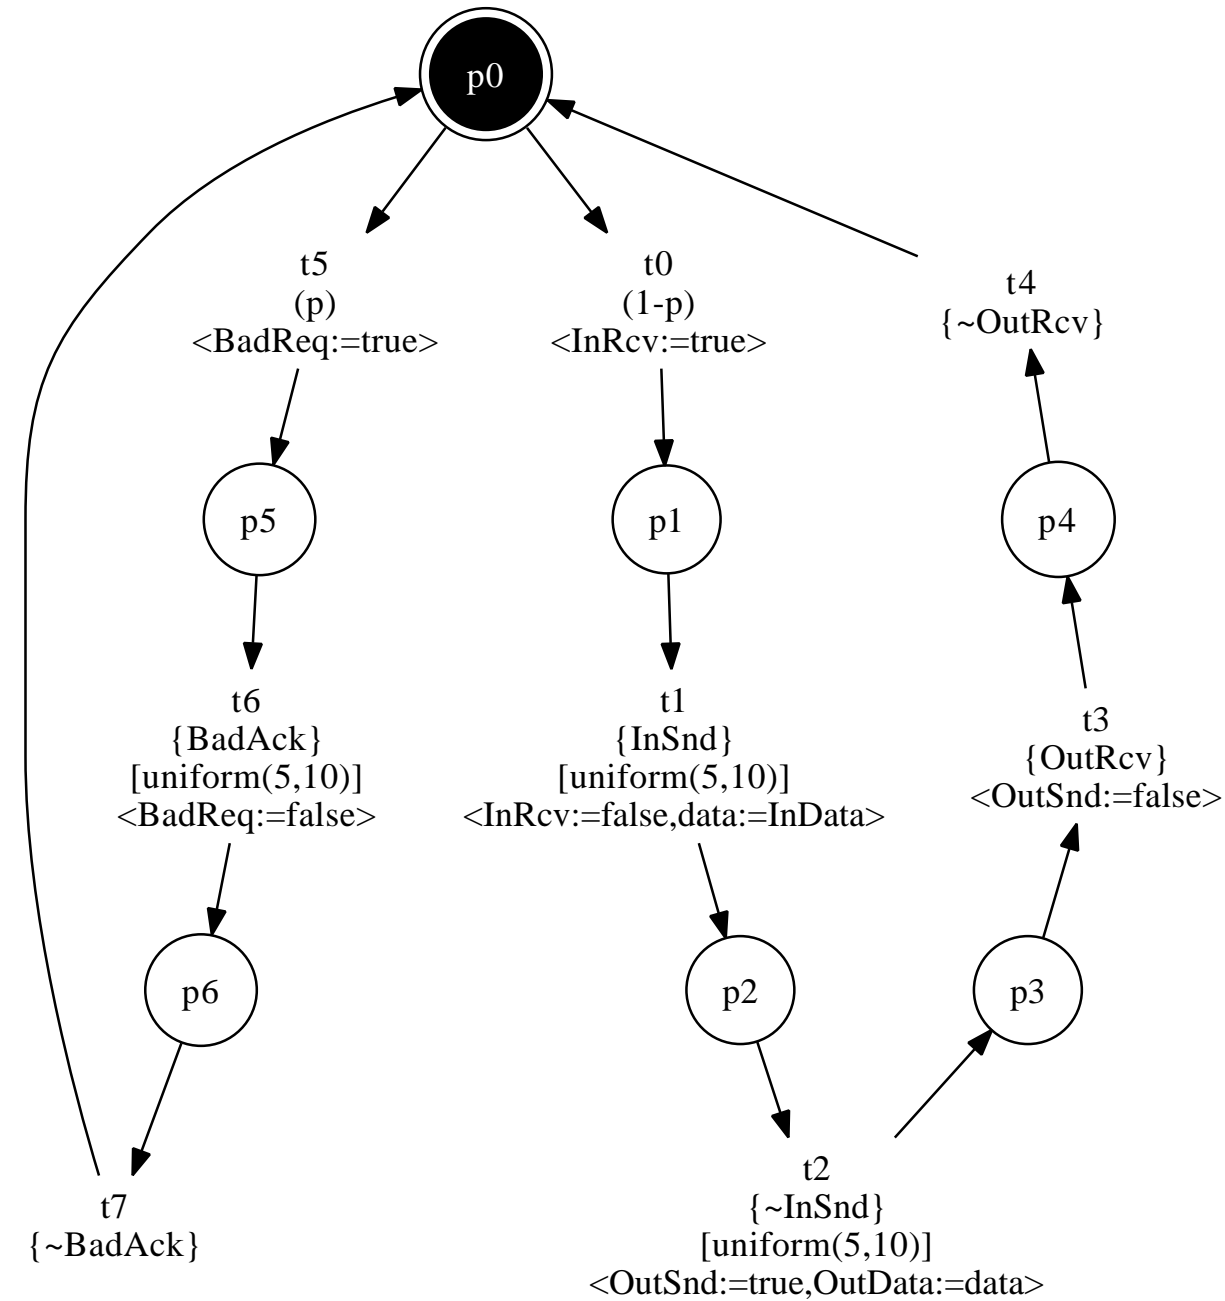 p0
t5
(p)
<BadReq:=true>
t0
(1-p)
<InRcv:=true>
t4
{~OutRcv}
p5
p1
p4
t6
{BadAck}
[uniform(5,10)]
<BadReq:=false>
t1
{InSnd}
[uniform(5,10)]
<InRcv:=false,data:=InData>
t3
{OutRcv}
<OutSnd:=false>
p6
p2
p3
t7
{~BadAck}
t2
{~InSnd}
[uniform(5,10)]
<OutSnd:=true,OutData:=data>